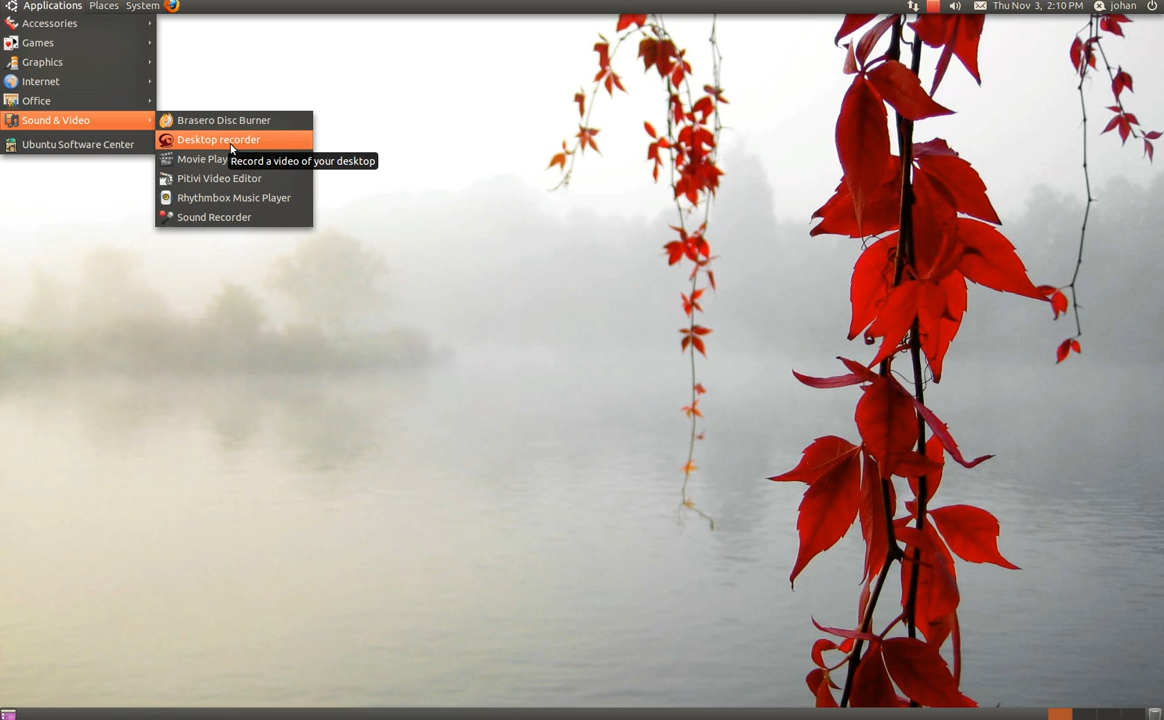 Applications Places System
Thu Nov 3, 2:10 PM johan
Accessories
Games
Graphics
Internet
Office
Sound & Video
Ubuntu Software Center
Brasero Disc Burner
Desktop recorder
Movie Play
Record a video of your desktop
Pitivi Video Editor
Rhythmbox Music Player
Sound Recorder